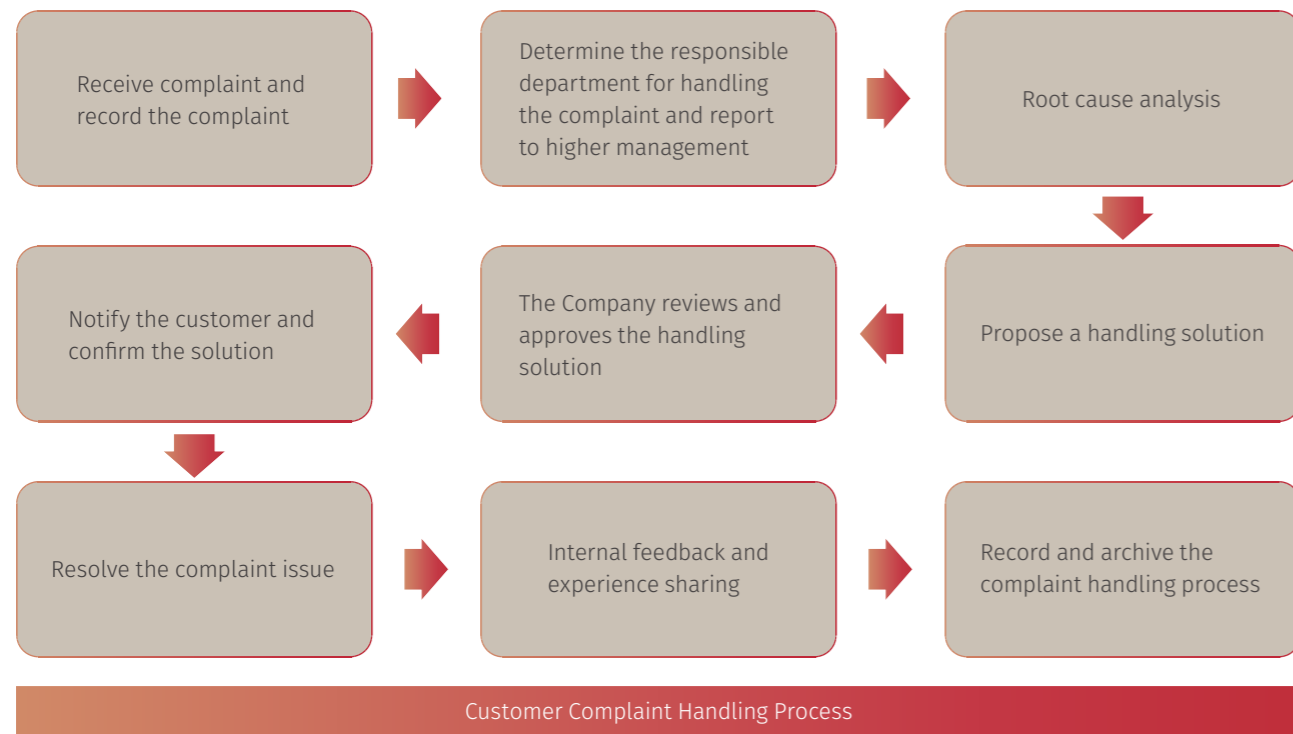 Receive complaint and
record the complaint
Determine the responsible
department for handling
the complaint and report
to higher management
Root cause analysis
Propose a handling solution
The Company reviews and
approves the handling
solution
Notify the customer and
confirm the solution
Resolve the complaint issue
Internal feedback and
experience sharing
Record and archive the
complaint handling process
Customer Complaint Handling Process